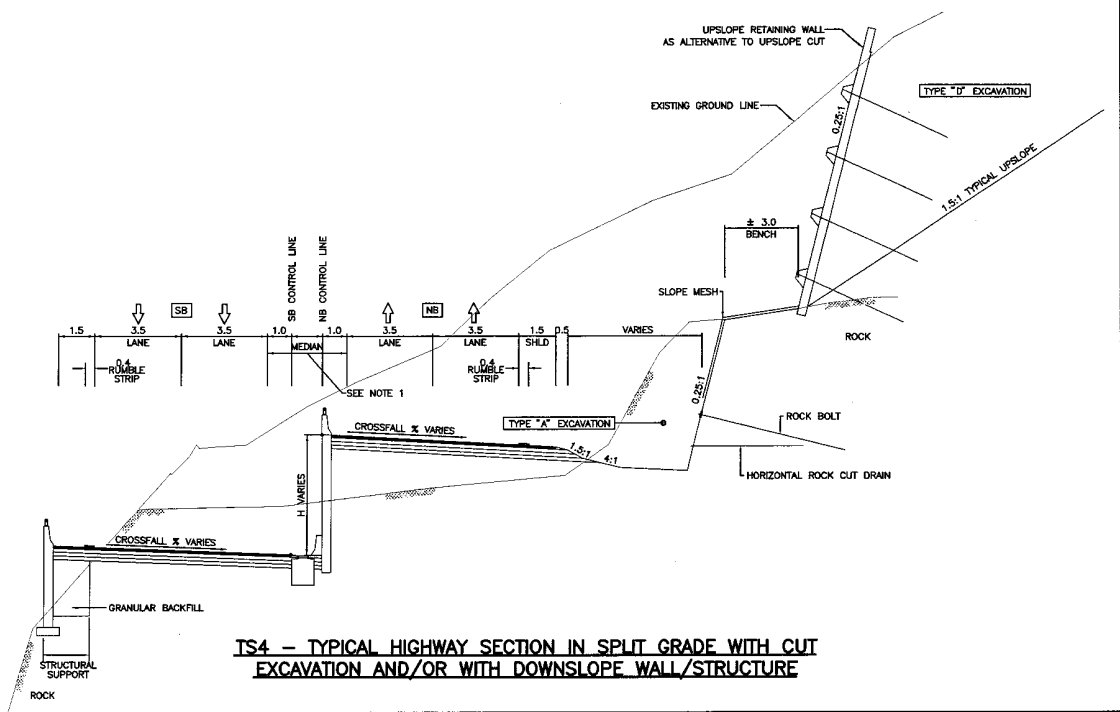 UPSLOPE RETAINING WALL
AS ALTERNATIVE TO UPSLOPE CUT
TYPE "D" EXCAVATION
EXISTING GROUND LINE
0.25:1
1.5:1 TYPICAL UPSLOPE
± 3.0
BENCH
SB CONTROL LINE
NB CONTROL LINE
SLOPE MESH
SB
NB
1.5
3.5
3.5
1.0
1.0
3.5
3.5
1.5
0.5
VARIES
LANE
LANE
MEDIAN
LANE
LANE
SHLD
ROCK
0.4
RUMBLE
STRIP
0.4
RUMBLE
STRIP
SEE NOTE 1
0.25:1
TYPE "A" EXCAVATION
ROCK BOLT
CROSSFALL % VARIES
1.5:1
4:1
HORIZONTAL ROCK CUT DRAIN
H VARIES
CROSSFALL % VARIES
GRANULAR BACKFILL
STRUCTURAL
SUPPORT
ROCK
TS4 – TYPICAL HIGHWAY SECTION IN SPLIT GRADE WITH CUT
EXCAVATION AND/OR WITH DOWNSLOPE WALL/STRUCTURE